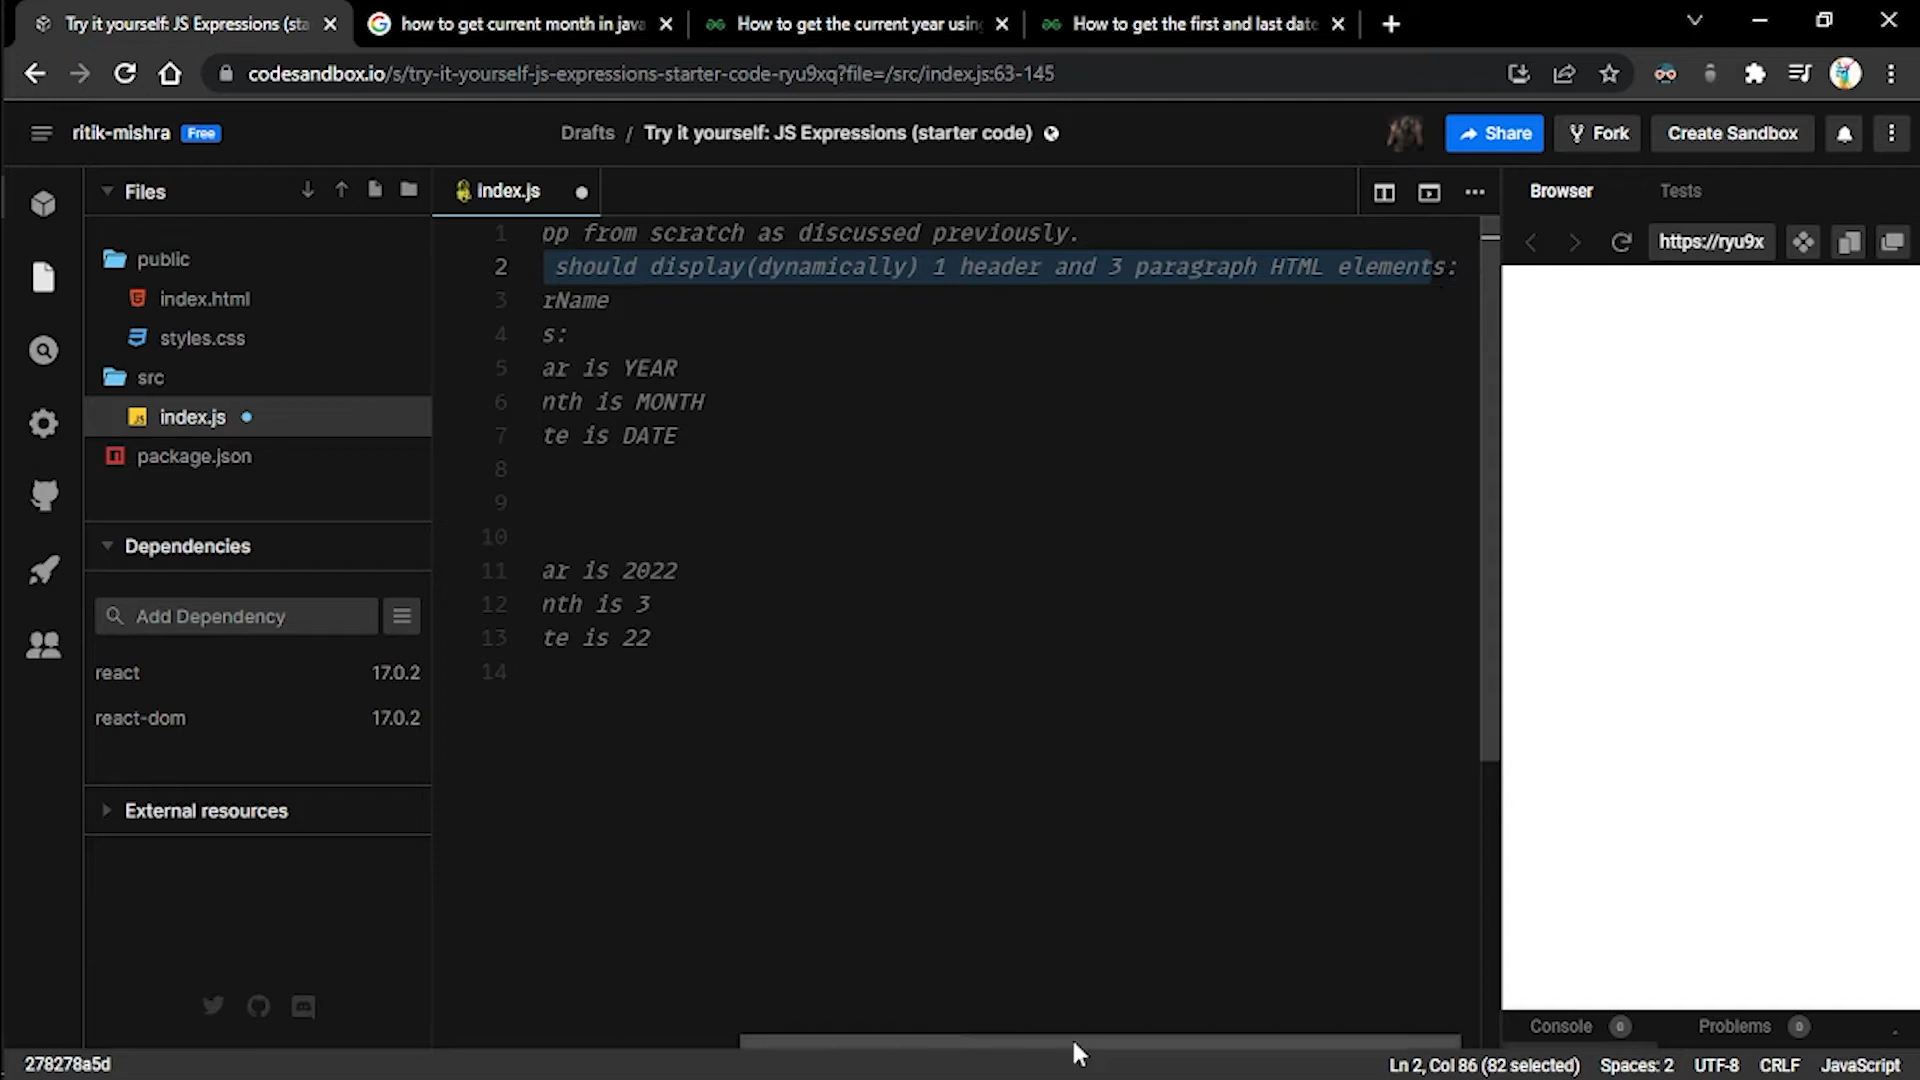 Try it yourself: JS Expressions (sta
how to get current month in java
How to get the current year usin
How to get the first and last date
codesandbox.io/s/try-it-yourself-js-expressions-starter-code-ryu9xq?file=/src/index.js:63-145
ritik-mishra Free
Drafts / Try it yourself: JS Expressions (starter code)
Share
Fork
Create Sandbox
Files
index.js
Browser
Tests
https://ryu9x
public
index.html
styles.css
src
index.js
package.json
1 op from scratch as discussed previously.
2 should display(dynamically) 1 header and 3 paragraph HTML elements:
3 rName
4 s:
5 ar is YEAR
6 nth is MONTH
7 te is DATE
8
9
10
11 ar is 2022
12 nth is 3
13 te is 22
14
Dependencies
Add Dependency
react 17.0.2
react-dom 17.0.2
External resources
Console 0
Problems 0
278278a5d
Ln 2, Col 86 (82 selected) Spaces: 2 UTF-8 CRLF JavaScript